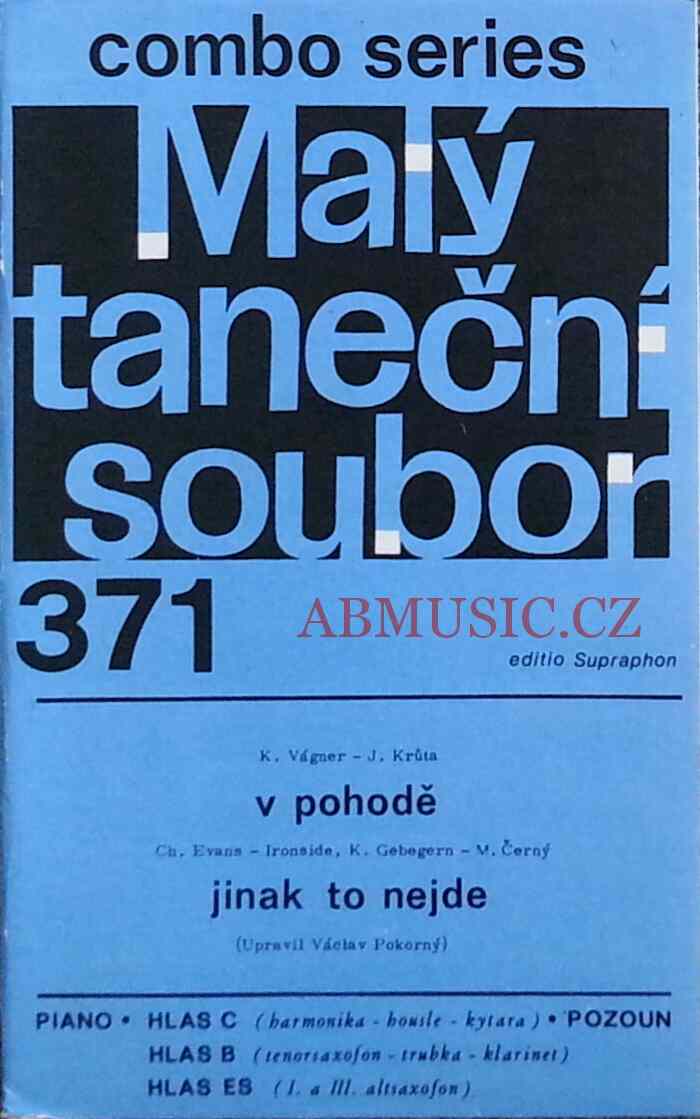 combo series
Malý
taneční
soubor
371
ABMUSIC.CZ
editio Supraphon
K. Vágner - J. Krůta
v pohodě
Ch. Evans - Ironside, K. Gebegern - M. Černý
jinak to nejde
(Upravil Václav Pokorný)
PIANO • HLAS C (harmonika - housle - kytara) • POZOUN
HLAS B (tenorsaxofon - trubka - klarinet)
HLAS ES (I. a III. altsaxofon)